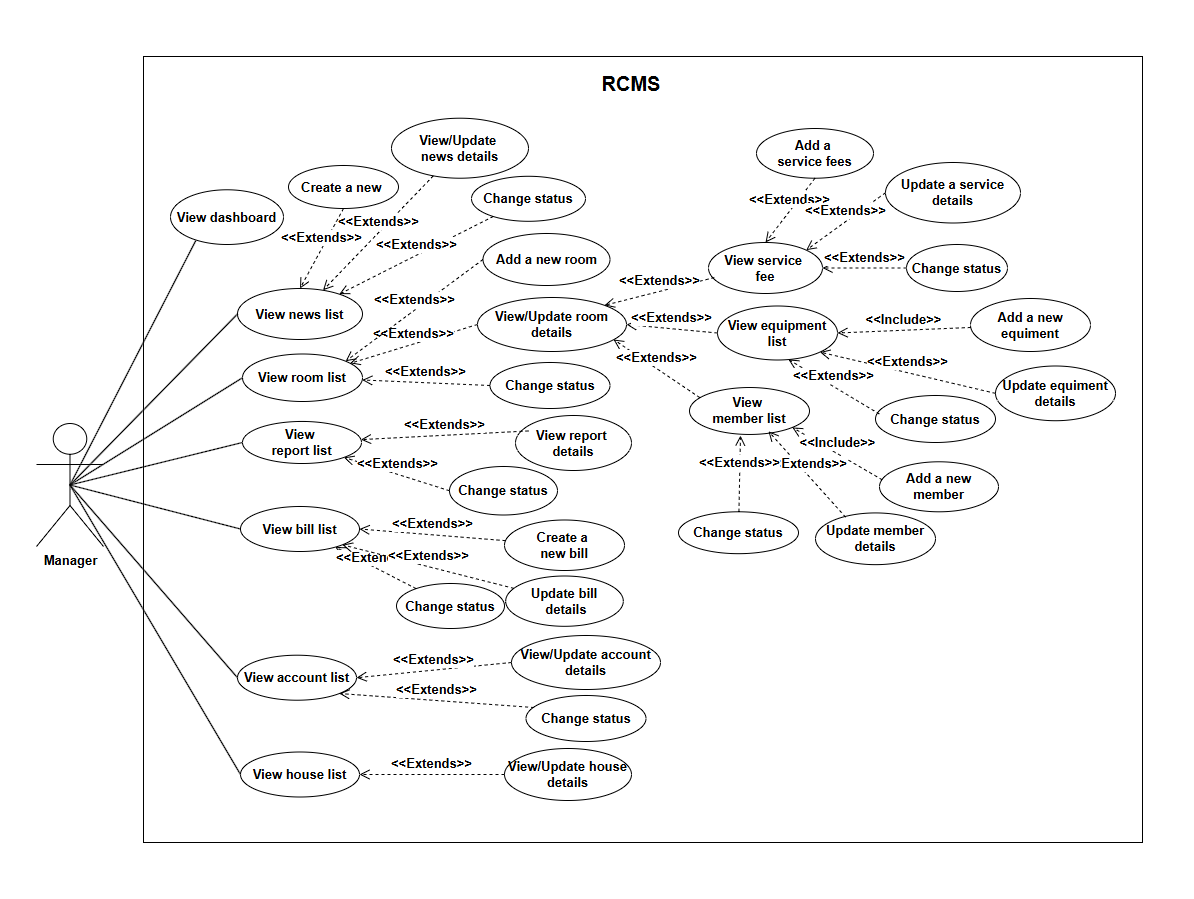 RCMS
View/Update
news details
Add a
service fees
Create a new
Change status
Update a service
details
View dashboard
<<Extends>>
<<Extends>>
<<Extends>>
<<Extends>>
<<Extends>>
<<Extends>>
Add a new room
View service
fee
Change status
<<Extends>>
<<Extends>>
View news list
View/Update room
details
<<Extends>>
View equipment
list
<<Include>>
Add a new
equiment
<<Extends>>
<<Extends>>
<<Extends>>
View room list
<<Extends>>
Change status
<<Extends>>
Update equiment
details
View
member list
Change status
View
report list
<<Extends>>
View report
details
<<Include>>
<<Extends>>
<<Extends>>
Extends>>
Change status
Add a new
member
View bill list
<<Extends>>
Create a
new bill
Change status
Update member
details
Manager
<<Exten
<<Extends>>
Change status
Update bill
details
View account list
<<Extends>>
View/Update account
details
<<Extends>>
Change status
View house list
<<Extends>>
View/Update house
details